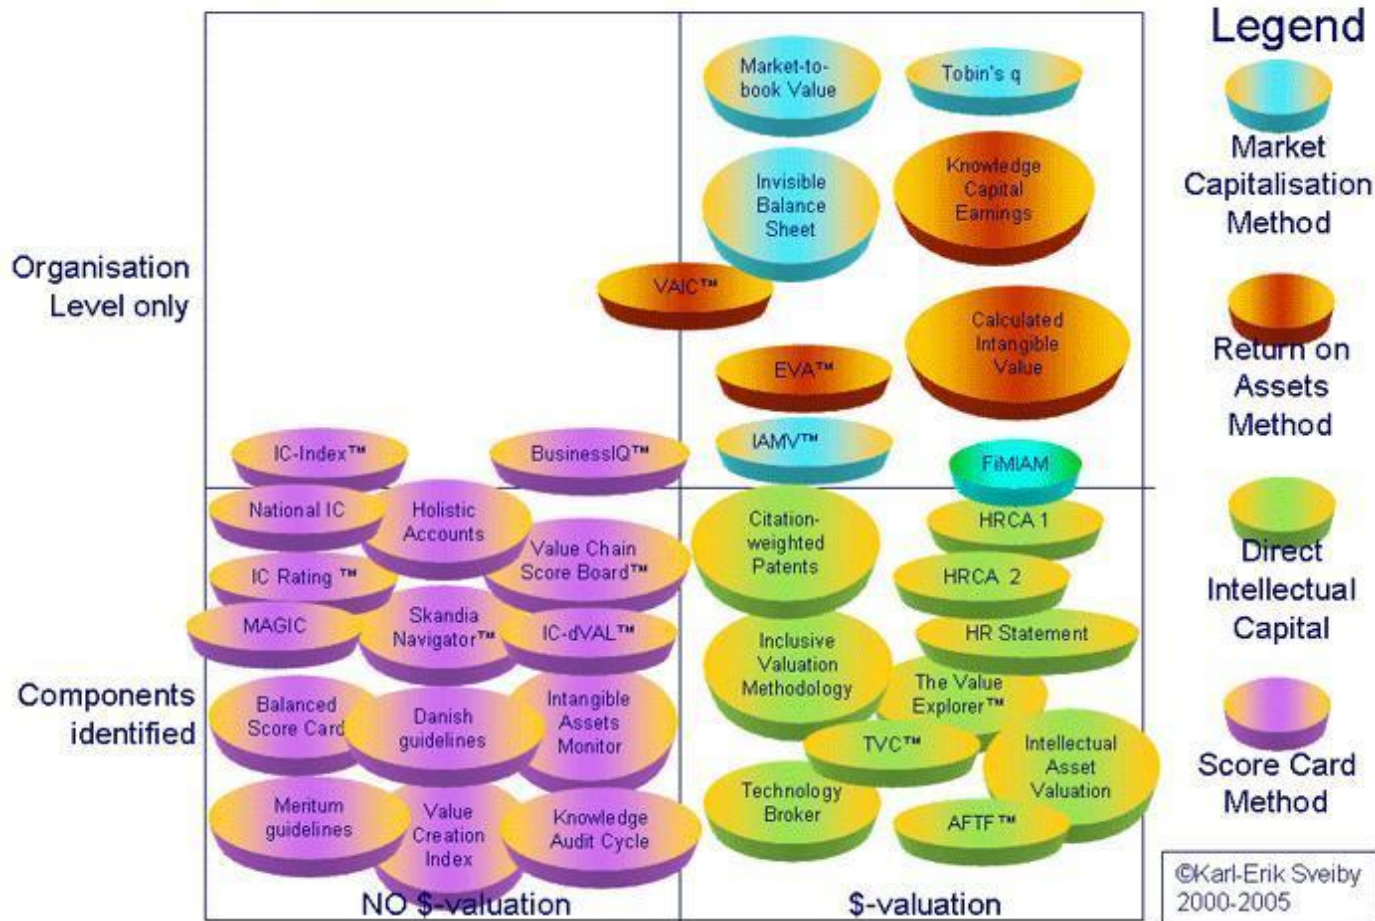 Legend
Market-to-
book Value
Tobin's q
Market
Capitalisation
Method
Invisible
Balance
Sheet
Knowledge
Capital
Earnings
Organisation
Level only
VAIC™
Calculated
Intangible
Value
Return on
Assets
Method
EVA™
IAMV™
FiMIAM
IC-Index™
BusinessIQ™
National IC
Holistic
Accounts
Value Chain
Score Board™
IC Rating ™
MAGIC
Skandia
Navigator™
IC-dVAL™
Citation-
weighted
Patents
HRCA 1
HRCA 2
HR Statement
Direct
Intellectual
Capital
Inclusive
Valuation
Methodology
The Value
Explorer™
Components
identified
Balanced
Score Card
Danish
guidelines
Intangible
Assets
Monitor
TVC™
Intellectual
Asset
Valuation
Score Card
Method
Meritum
guidelines
Value
Creation
Index
Knowledge
Audit Cycle
Technology
Broker
AFTF™
NO $-valuation
$-valuation
©Karl-Erik Sveiby
2000-2005